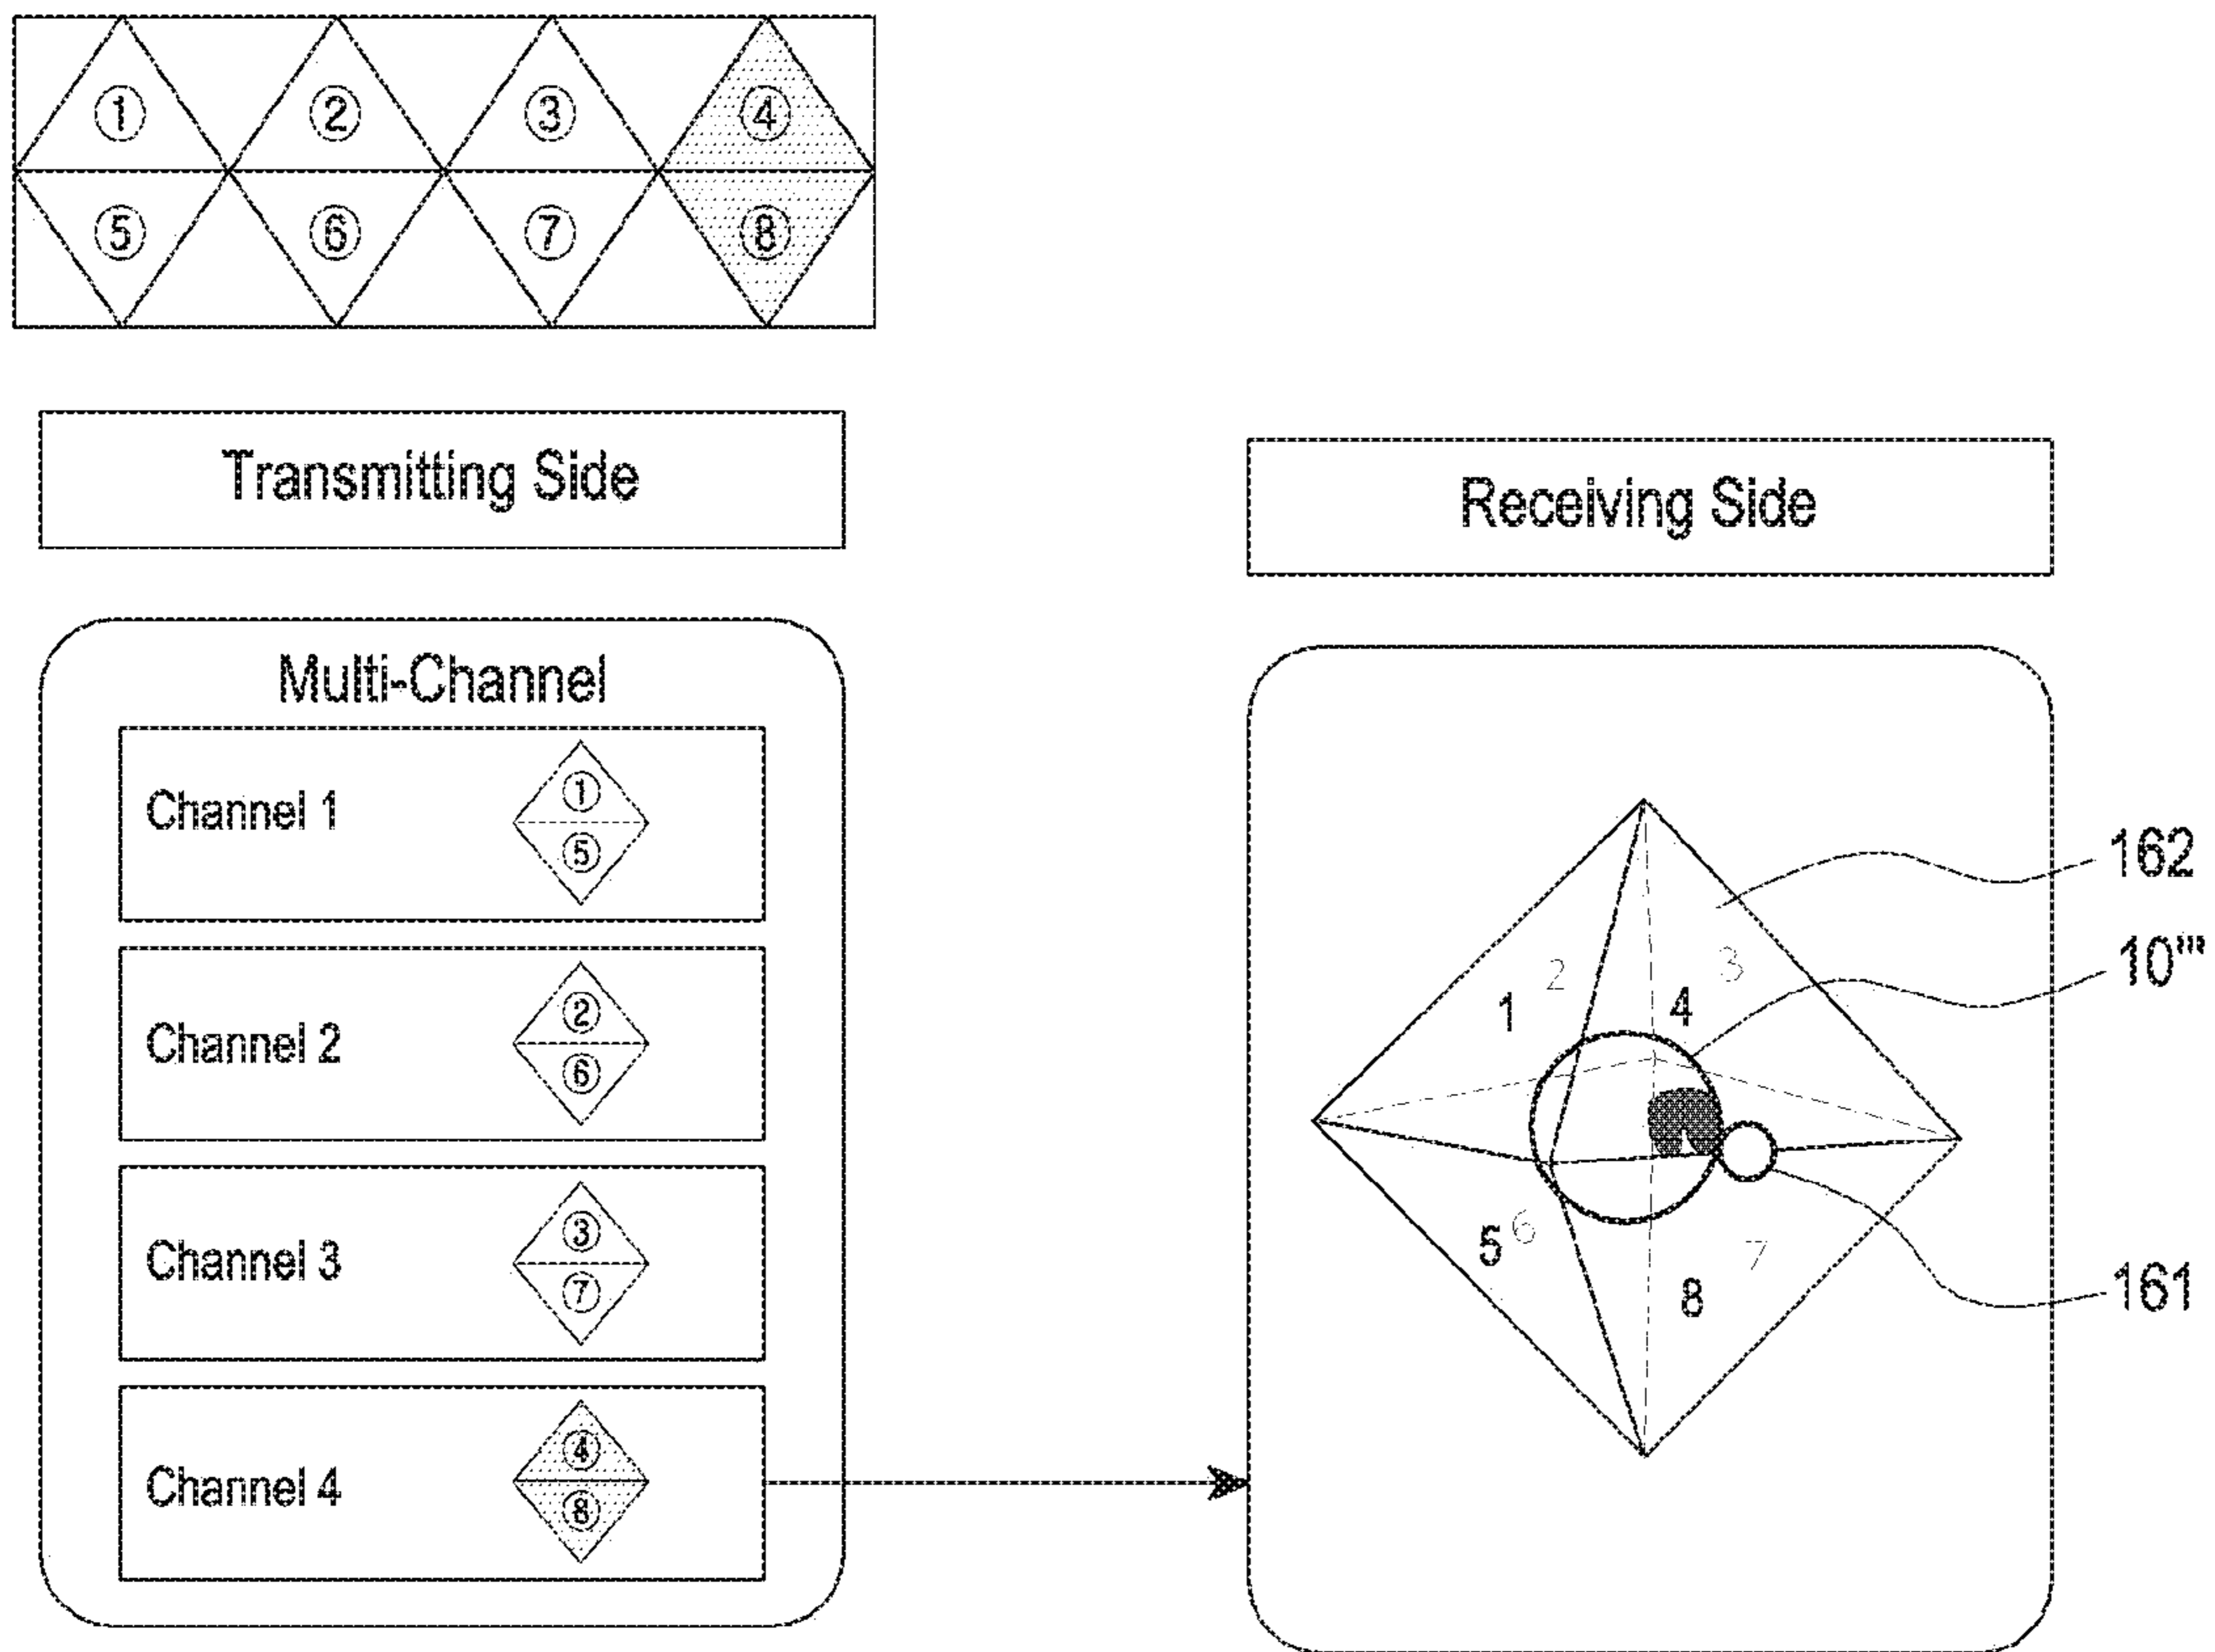 ① ② ③ ④
⑤ ⑥ ⑦ ⑧
Transmitting Side
Multi-Channel
Channel 1
①
⑤
Channel 2
②
⑥
Channel 3
③
⑦
Channel 4
④
⑧
Receiving Side
162
10'''
161
1 2 4 3
5 6 8 7